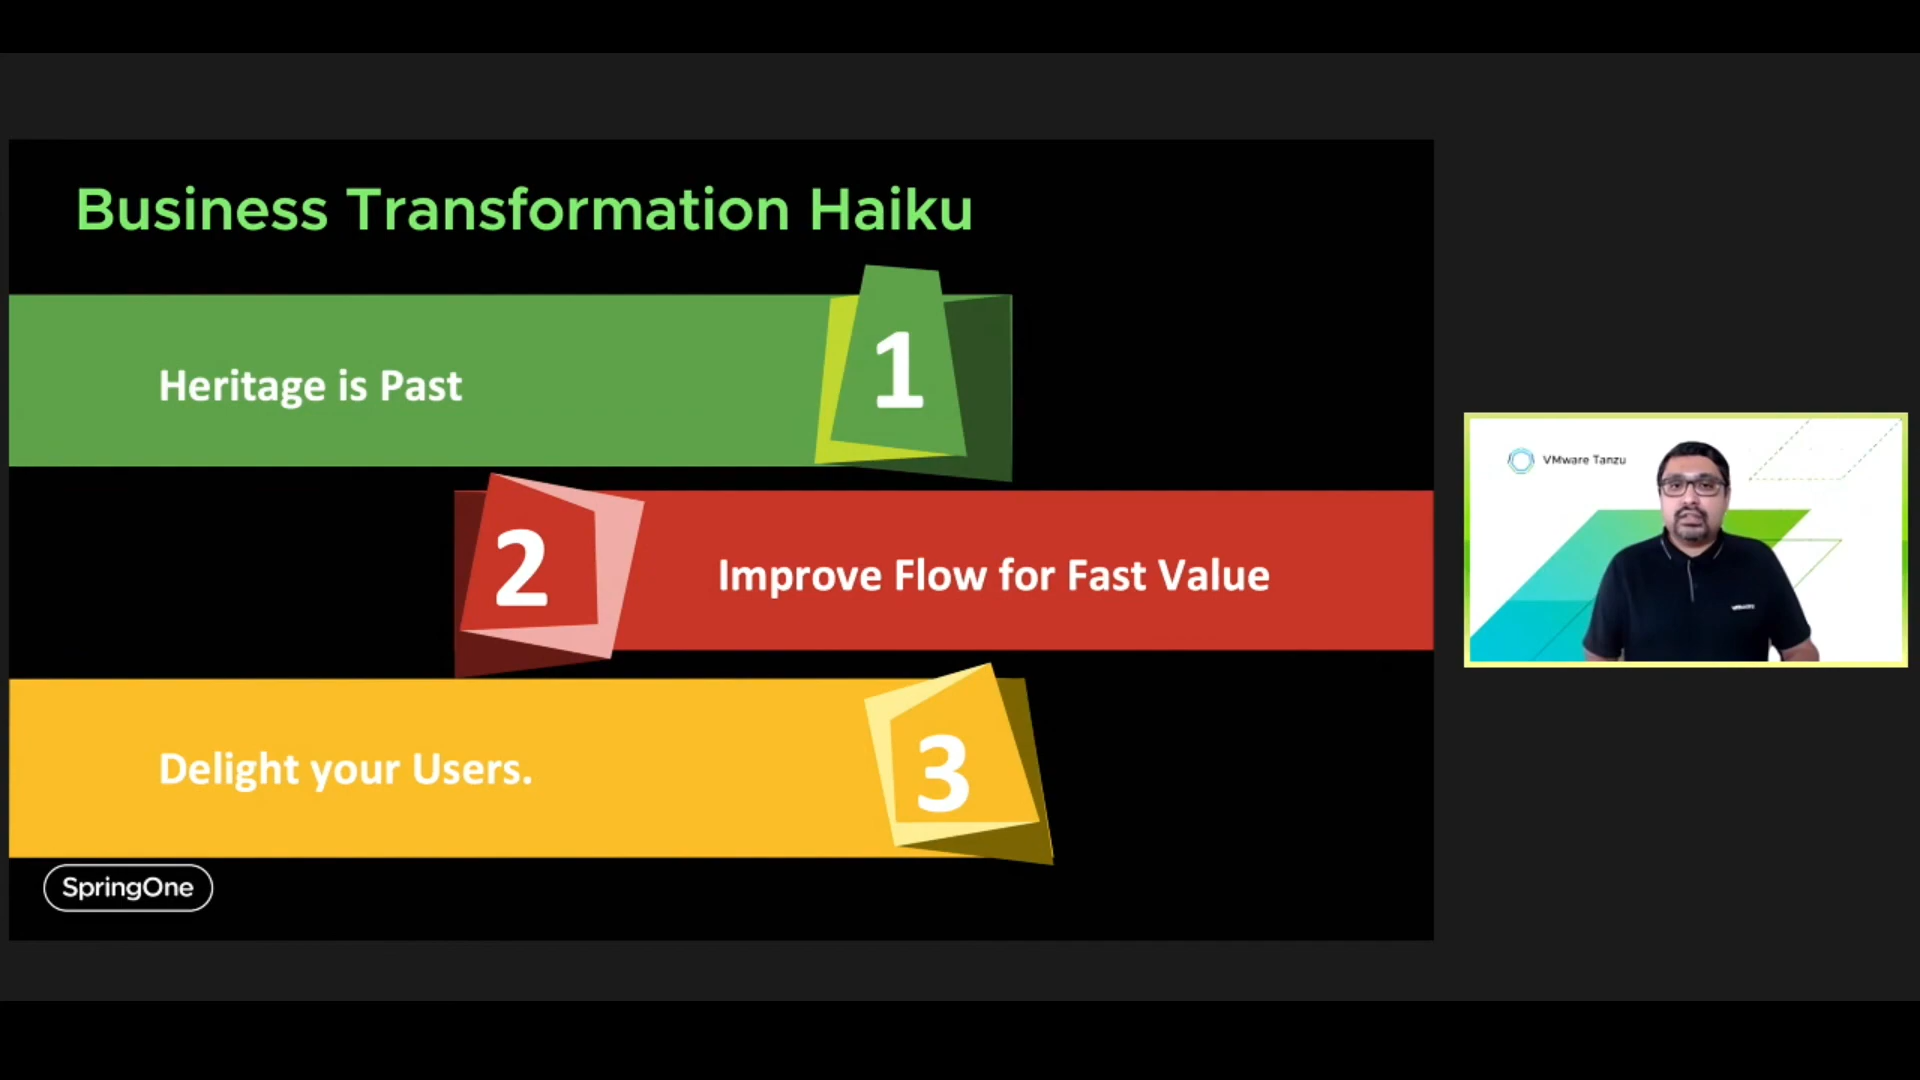 Business Transformation Haiku
Heritage is Past
1
2
Improve Flow for Fast Value
Delight your Users.
3
SpringOne
VMware Tanzu
vmware